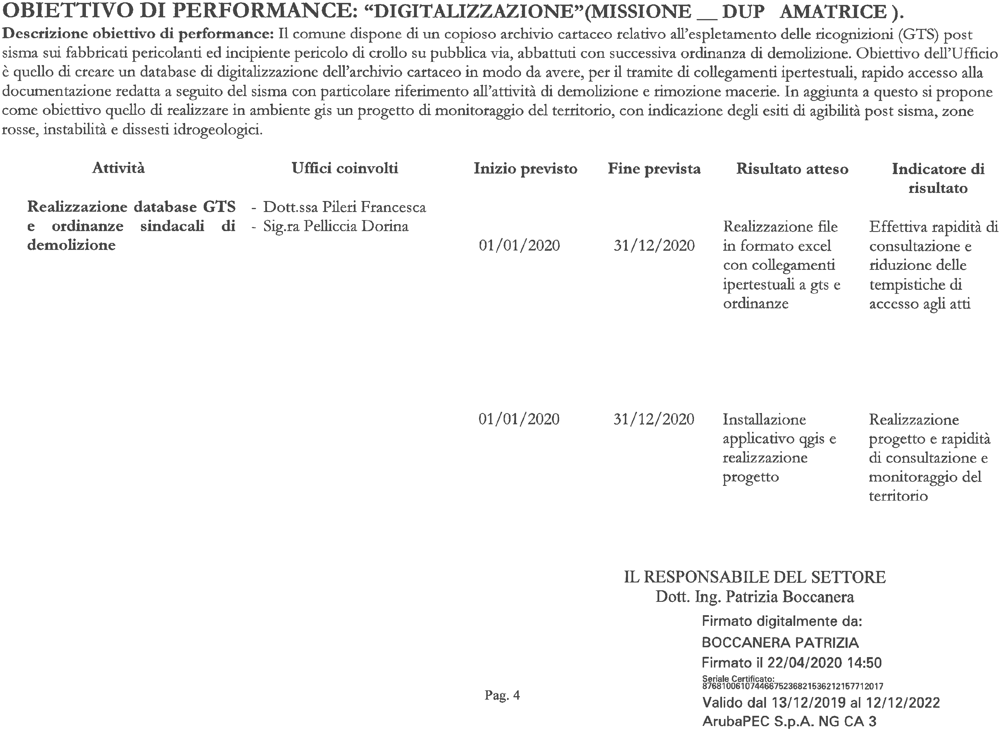 OBIETTIVO DI PERFORMANCE: “DIGITALIZZAZIONE”(MISSIONE __ DUP AMATRICE ).
Descrizione obiettivo di performance: Il comune dispone di un copioso archivio cartaceo relativo all’espletamento delle ricognizioni (GTS) post
sisma sui fabbricati pericolanti ed incipiente pericolo di crollo su pubblica via, abbattuti con successiva ordinanza di demolizione. Obiettivo dell’Ufficio
è quello di creare un database di digitalizzazione dell’archivio cartaceo in modo da avere, per il tramite di collegamenti ipertestuali, rapido accesso alla
documentazione redatta a seguito del sisma con particolare riferimento all’attività di demolizione e rimozione macerie. In aggiunta a questo si propone
come obiettivo quello di realizzare in ambiente gis un progetto di monitoraggio del territorio, con indicazione degli esiti di agibilità post sisma, zone
rosse, instabilità e dissesti idrogeologici.
Attività
Uffici coinvolti
Inizio previsto
Fine prevista
Risultato atteso
Indicatore di
risultato
Realizzazione database GTS
e ordinanze sindacali di
demolizione
- Dott.ssa Pileri Francesca
- Sig.ra Pelliccia Dorina
01/01/2020
31/12/2020
Realizzazione file
in formato excel
con collegamenti
ipertestuali a gts e
ordinanze
Effettiva rapidità di
consultazione e
riduzione delle
tempistiche di
accesso agli atti
01/01/2020
31/12/2020
Installazione
applicativo qgis e
realizzazione
progetto
Realizzazione
progetto e rapidità
di consultazione e
monitoraggio del
territorio
IL RESPONSABILE DEL SETTORE
Dott. Ing. Patrizia Boccanera
Firmato digitalmente da:
BOCCANERA PATRIZIA
Firmato il 22/04/2020 14:50
Seriale Certificato:
87681006107446675236821536212157712017
Valido dal 13/12/2019 al 12/12/2022
ArubaPEC S.p.A. NG CA 3
Pag. 4